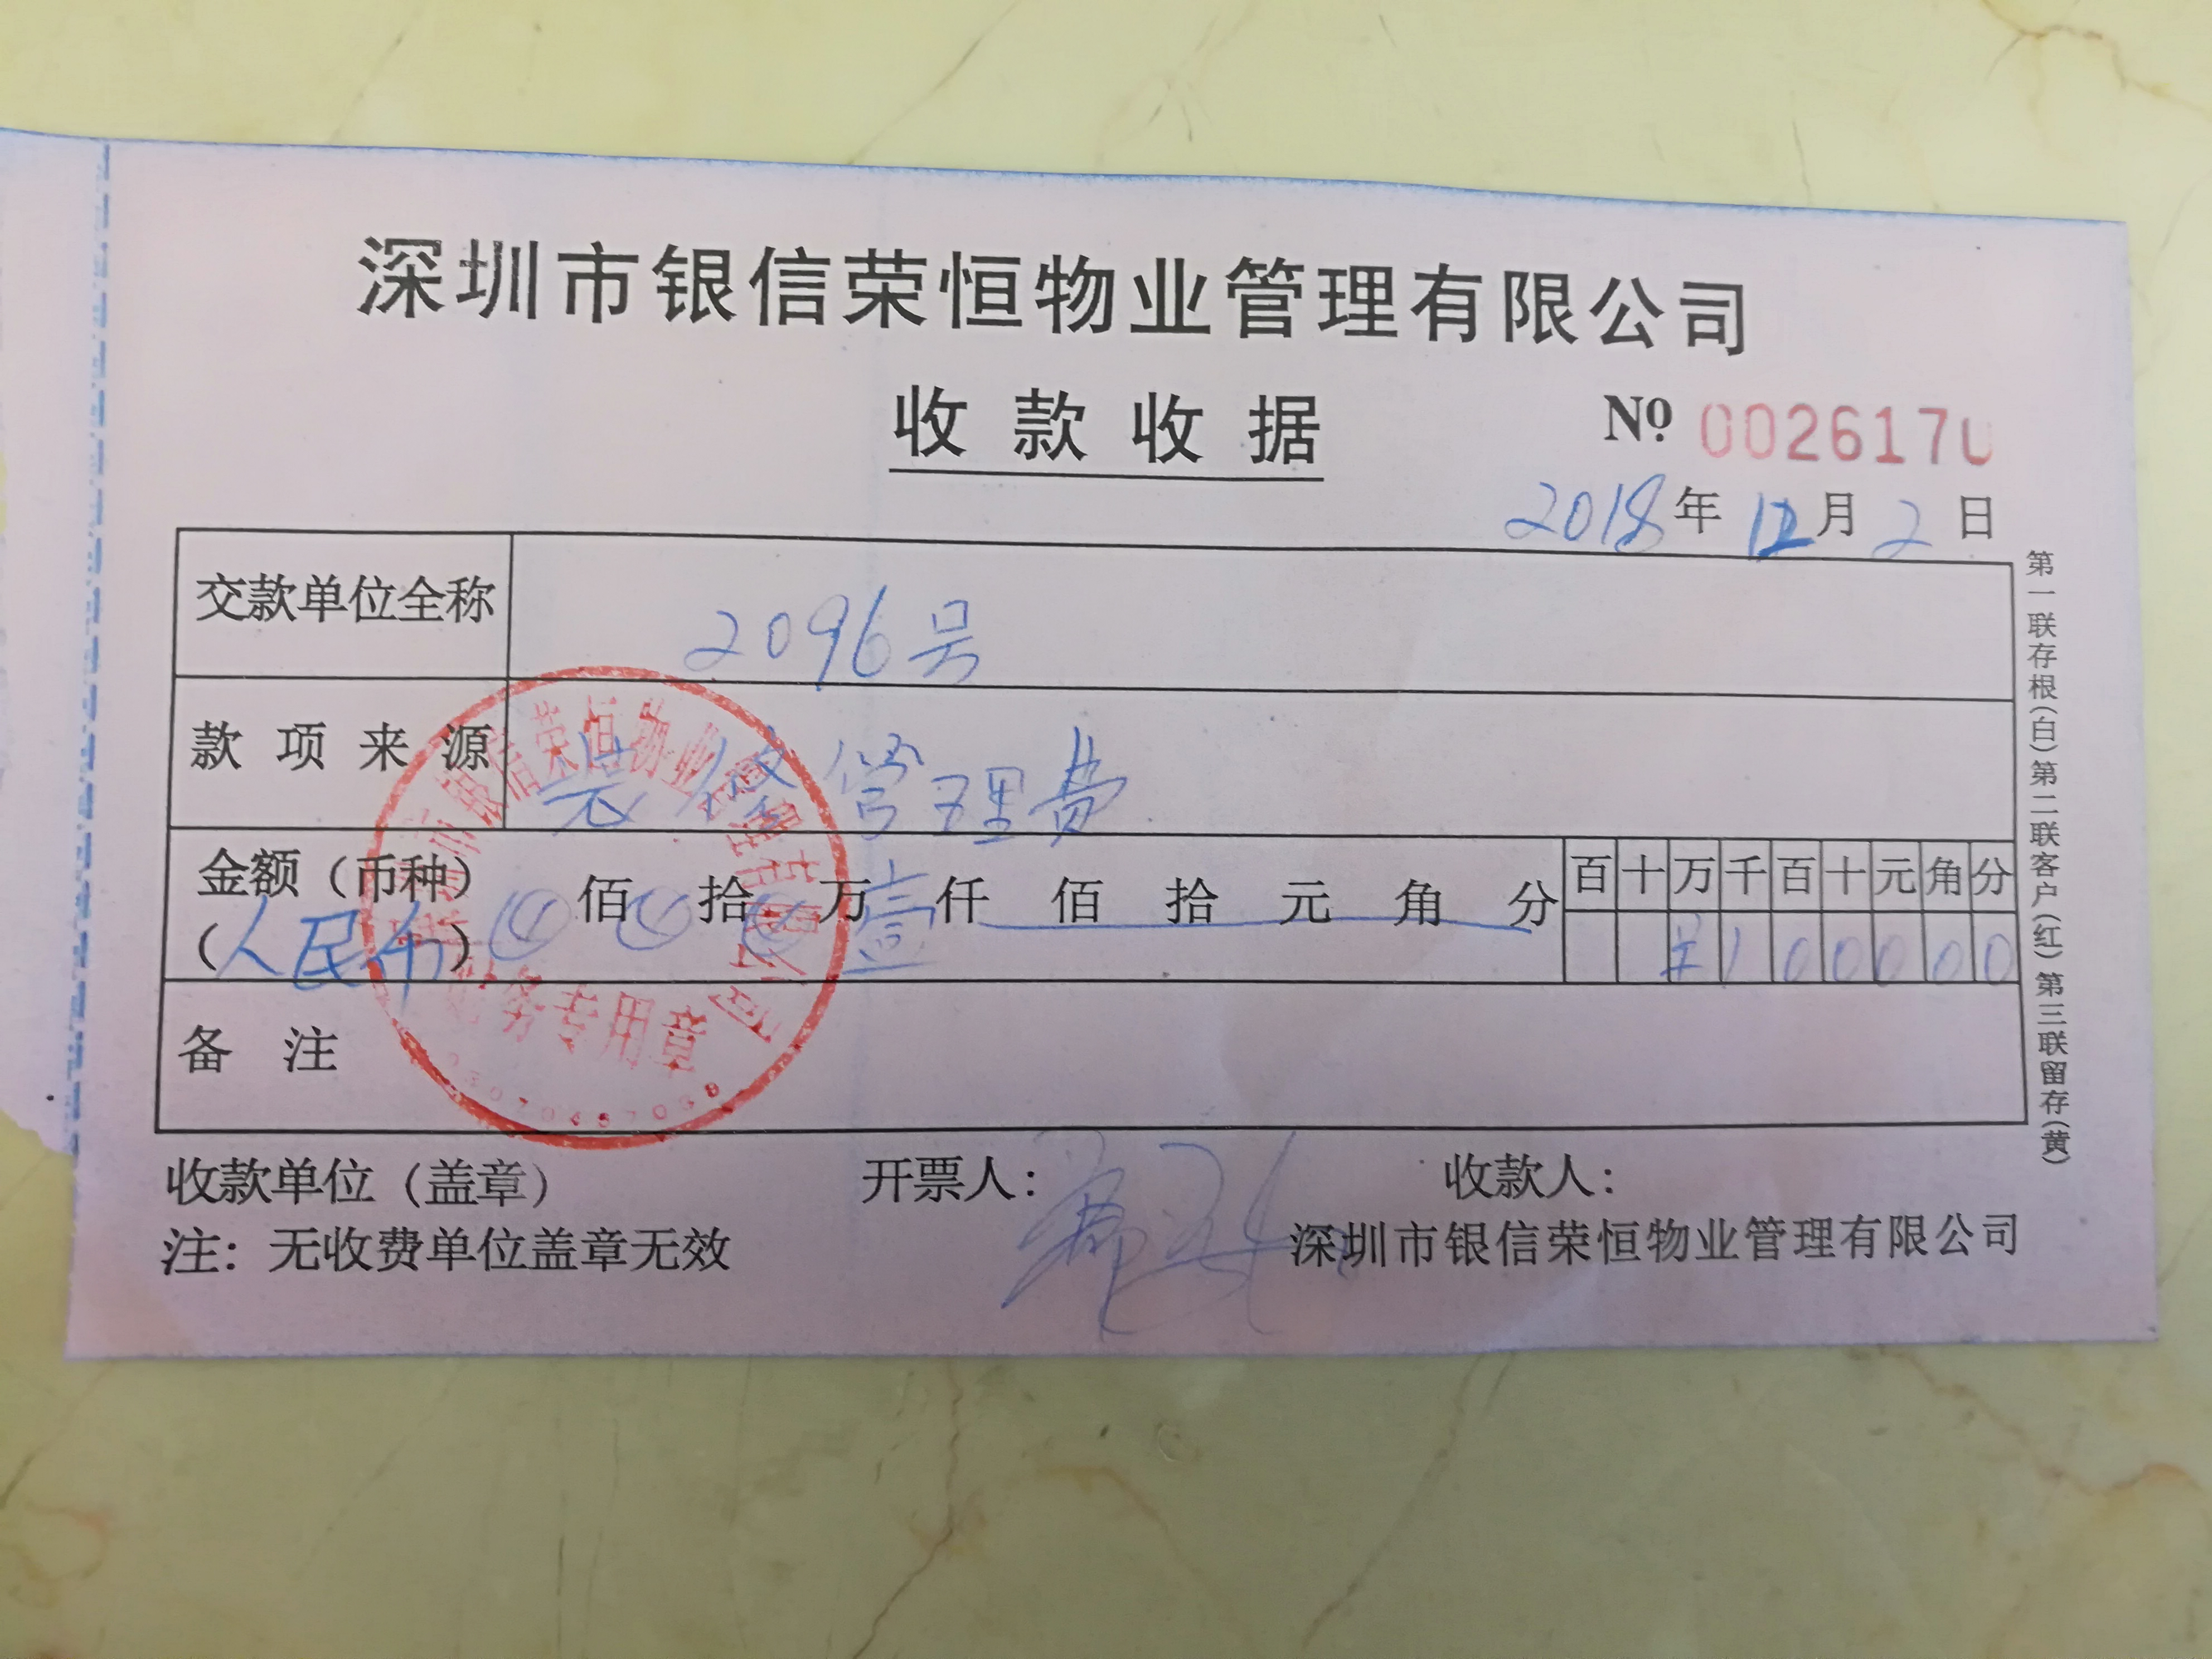 深圳市银信荣恒物业管理有限公司
收款收据
№ 0026170
2018年12月2日
交款单位全称 2096号
款项来源 装修管理费
金额（币种）
（人民币） 佰 拾 万 壹 仟 佰 拾 元 角 分
百 十 万 千 百 十 元 角 分
¥ 1 0 0 0 0 0
备注
收款单位（盖章） 开票人： 收款人：
注：无收费单位盖章无效 深圳市银信荣恒物业管理有限公司
第一联存根（白）第二联客户（红）第三联留存（黄）
深圳市银信荣恒物业管理有限公司
财务专用章